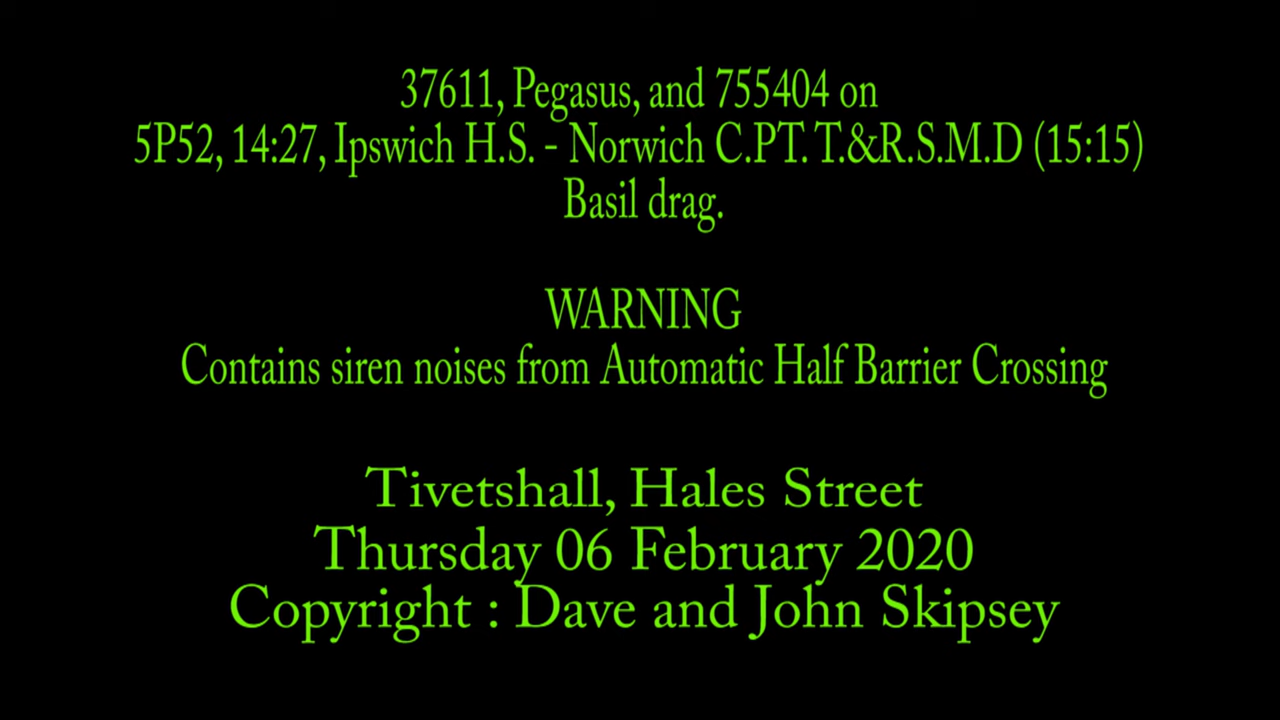 37611, Pegasus, and 755404 on
5P52, 14:27, Ipswich H.S. - Norwich C.PT. T.&R.S.M.D (15:15)
Basil drag.
WARNING
Contains siren noises from Automatic Half Barrier Crossing
Tivetshall, Hales Street
Thursday 06 February 2020
Copyright : Dave and John Skipsey